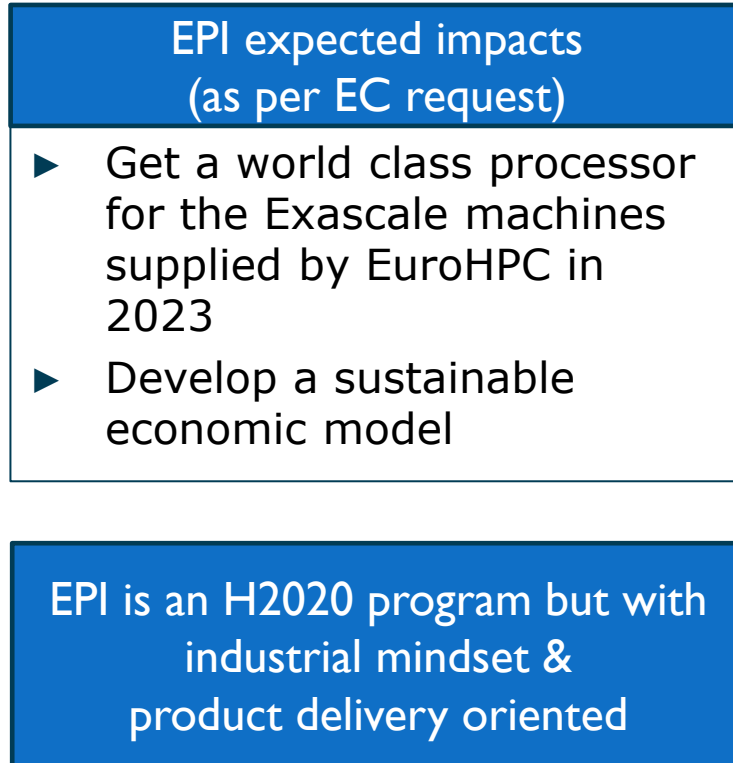 EPI expected impacts
(as per EC request)
► Get a world class processor
for the Exascale machines
supplied by EuroHPC in
2023
► Develop a sustainable
economic model
EPI is an H2020 program but with
industrial mindset &
product delivery oriented